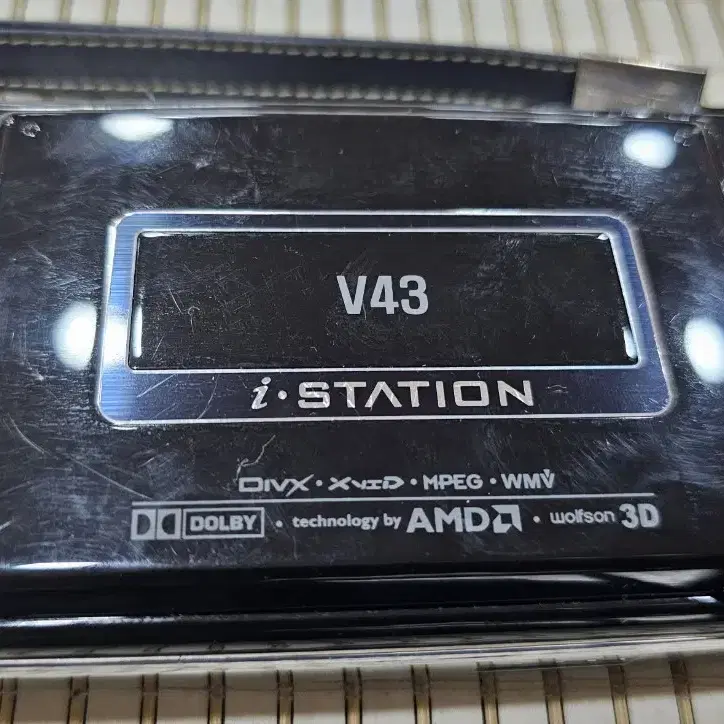 V43
i·STATION
DIVX · XviD · MPEG · WMV
DOLBY · technology by AMD · wolfson 3D